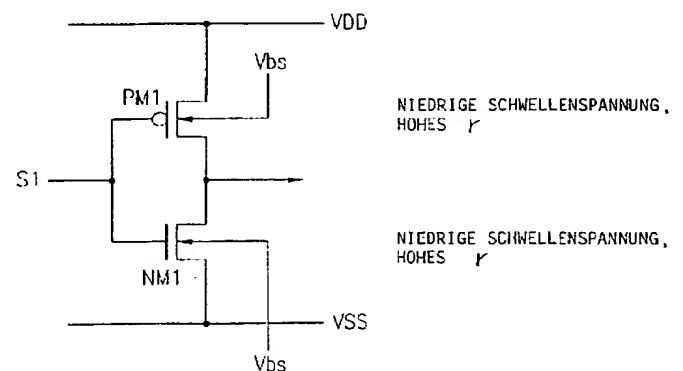 VDD
Vbs
PM1
NIEDRIGE SCHWELLENSPANNUNG,
HOHES γ
S1
NIEDRIGE SCHWELLENSPANNUNG,
HOHES γ
NM1
VSS
Vbs